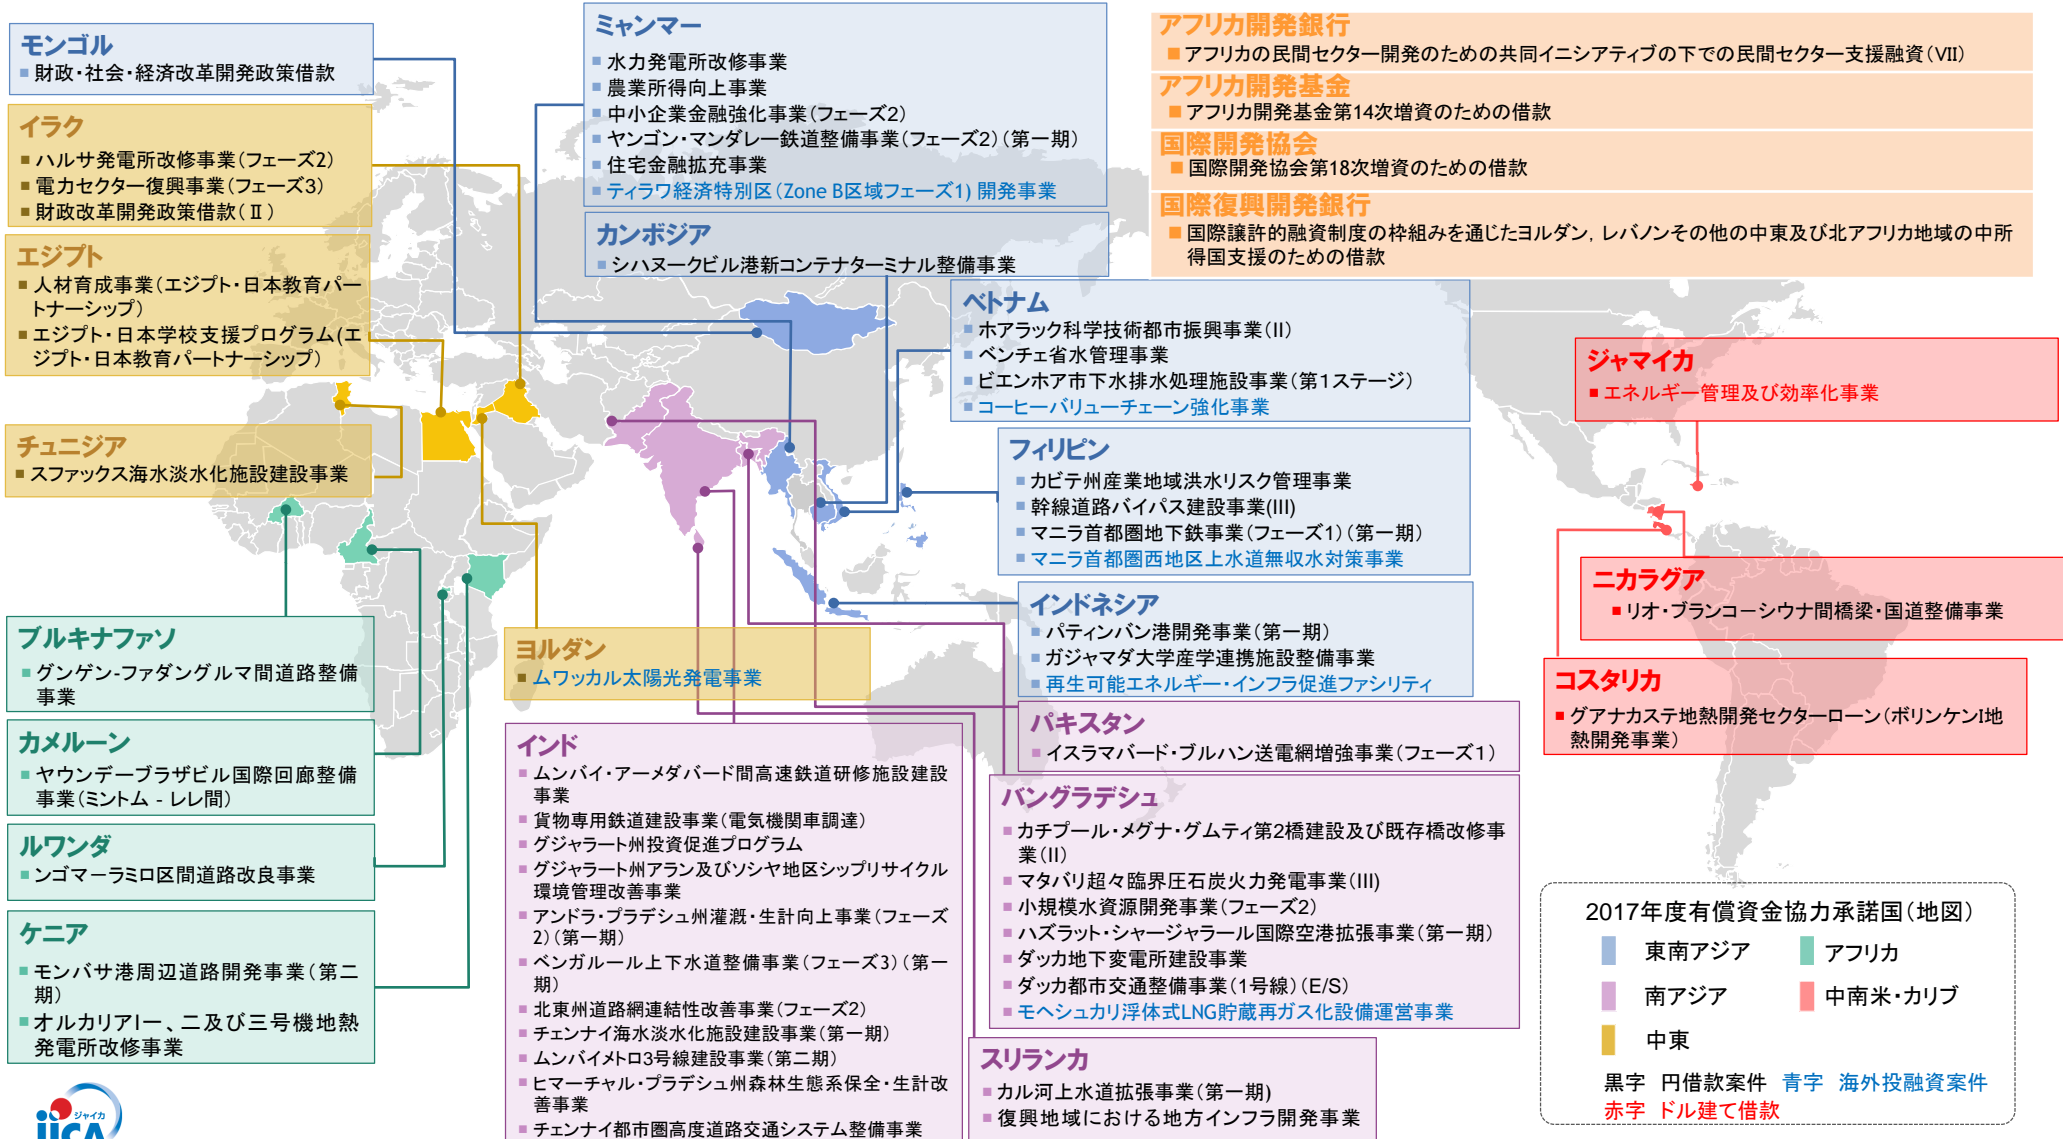 モンゴル
財政・社会・経済改革開発政策借款
イラク
ハルサ発電所改修事業(フェーズ2)
電力セクター復興事業(フェーズ3)
財政改革開発政策借款(Ⅱ)
エジプト
人材育成事業(エジプト・日本教育パー
トナーシップ)
エジプト・日本学校支援プログラム(エ
ジプト・日本教育パートナーシップ)
チュニジア
スファックス海水淡水化施設建設事業
ブルキナファソ
グンゲン-ファダングルマ間道路整備
事業
カメルーン
ヤウンデーブラザビル国際回廊整備
事業(ミントム - レレ間)
ルワンダ
ンゴマーラミロ区間道路改良事業
ケニア
モンバサ港周辺道路開発事業(第二
期)
オルカリアI一、二及び三号機地熱
発電所改修事業
ジャイカ
jica
ミャンマー
水力発電所改修事業
農業所得向上事業
中小企業金融強化事業(フェーズ2)
ヤンゴン・マンダレー鉄道整備事業(フェーズ2)(第一期)
住宅金融拡充事業
ティラワ経済特別区(Zone B区域フェーズ1) 開発事業
カンボジア
シハヌークビル港新コンテナターミナル整備事業
ベトナム
ホアラック科学技術都市振興事業(II)
ベンチェ省水管理事業
ビエンホア市下水排水処理施設事業(第1ステージ)
コーヒーバリューチェーン強化事業
フィリピン
カビテ州産業地域洪水リスク管理事業
幹線道路バイパス建設事業(III)
マニラ首都圏地下鉄事業(フェーズ1)(第一期)
マニラ首都圏西地区上水道無収水対策事業
インドネシア
パティンバン港開発事業(第一期)
ガジャマダ大学産学連携施設整備事業
再生可能エネルギー・インフラ促進ファシリティ
ヨルダン
ムワッカル太陽光発電事業
インド
ムンバイ・アーメダバード間高速鉄道研修施設建設
事業
貨物専用鉄道建設事業(電気機関車調達)
グジャラート州投資促進プログラム
グジャラート州アラン及びソシヤ地区シップリサイクル
環境管理改善事業
アンドラ・プラデシュ州灌漑・生計向上事業(フェーズ
2)(第一期)
ベンガルール上下水道整備事業(フェーズ3)(第一
期)
北東州道路網連結性改善事業(フェーズ2)
チェンナイ海水淡水化施設建設事業(第一期)
ムンバイメトロ3号線建設事業(第二期)
ヒマーチャル・プラデシュ州森林生態系保全・生計改
善事業
チェンナイ都市圏高度道路交通システム整備事業
パキスタン
イスラマバード・ブルハン送電網増強事業(フェーズ1)
バングラデシュ
カチプール・メグナ・グムティ第2橋建設及び既存橋改修事
業(II)
マタバリ超々臨界圧石炭火力発電事業(III)
小規模水資源開発事業(フェーズ2)
ハズラット・シャージャラール国際空港拡張事業(第一期)
ダッカ地下変電所建設事業
ダッカ都市交通整備事業(1号線)(E/S)
モヘシュカリ浮体式LNG貯蔵再ガス化設備運営事業
スリランカ
カル河上水道拡張事業(第一期)
復興地域における地方インフラ開発事業
アフリカ開発銀行
アフリカの民間セクター開発のための共同イニシアティブの下での民間セクター支援融資(VII)
アフリカ開発基金
アフリカ開発基金第14次増資のための借款
国際開発協会
国際開発協会第18次増資のための借款
国際復興開発銀行
国際譲許的融資制度の枠組みを通じたヨルダン, レバノンその他の中東及び北アフリカ地域の中所
得国支援のための借款
ジャマイカ
エネルギー管理及び効率化事業
ニカラグア
リオ・ブランコーシウナ間橋梁・国道整備事業
コスタリカ
グアナカステ地熱開発セクターローン(ボリンケンI地
熱開発事業)
2017年度有償資金協力承諾国(地図)
東南アジア アフリカ
南アジア 中南米・カリブ
中東
黒字 円借款案件 青字 海外投融資案件
赤字 ドル建て借款